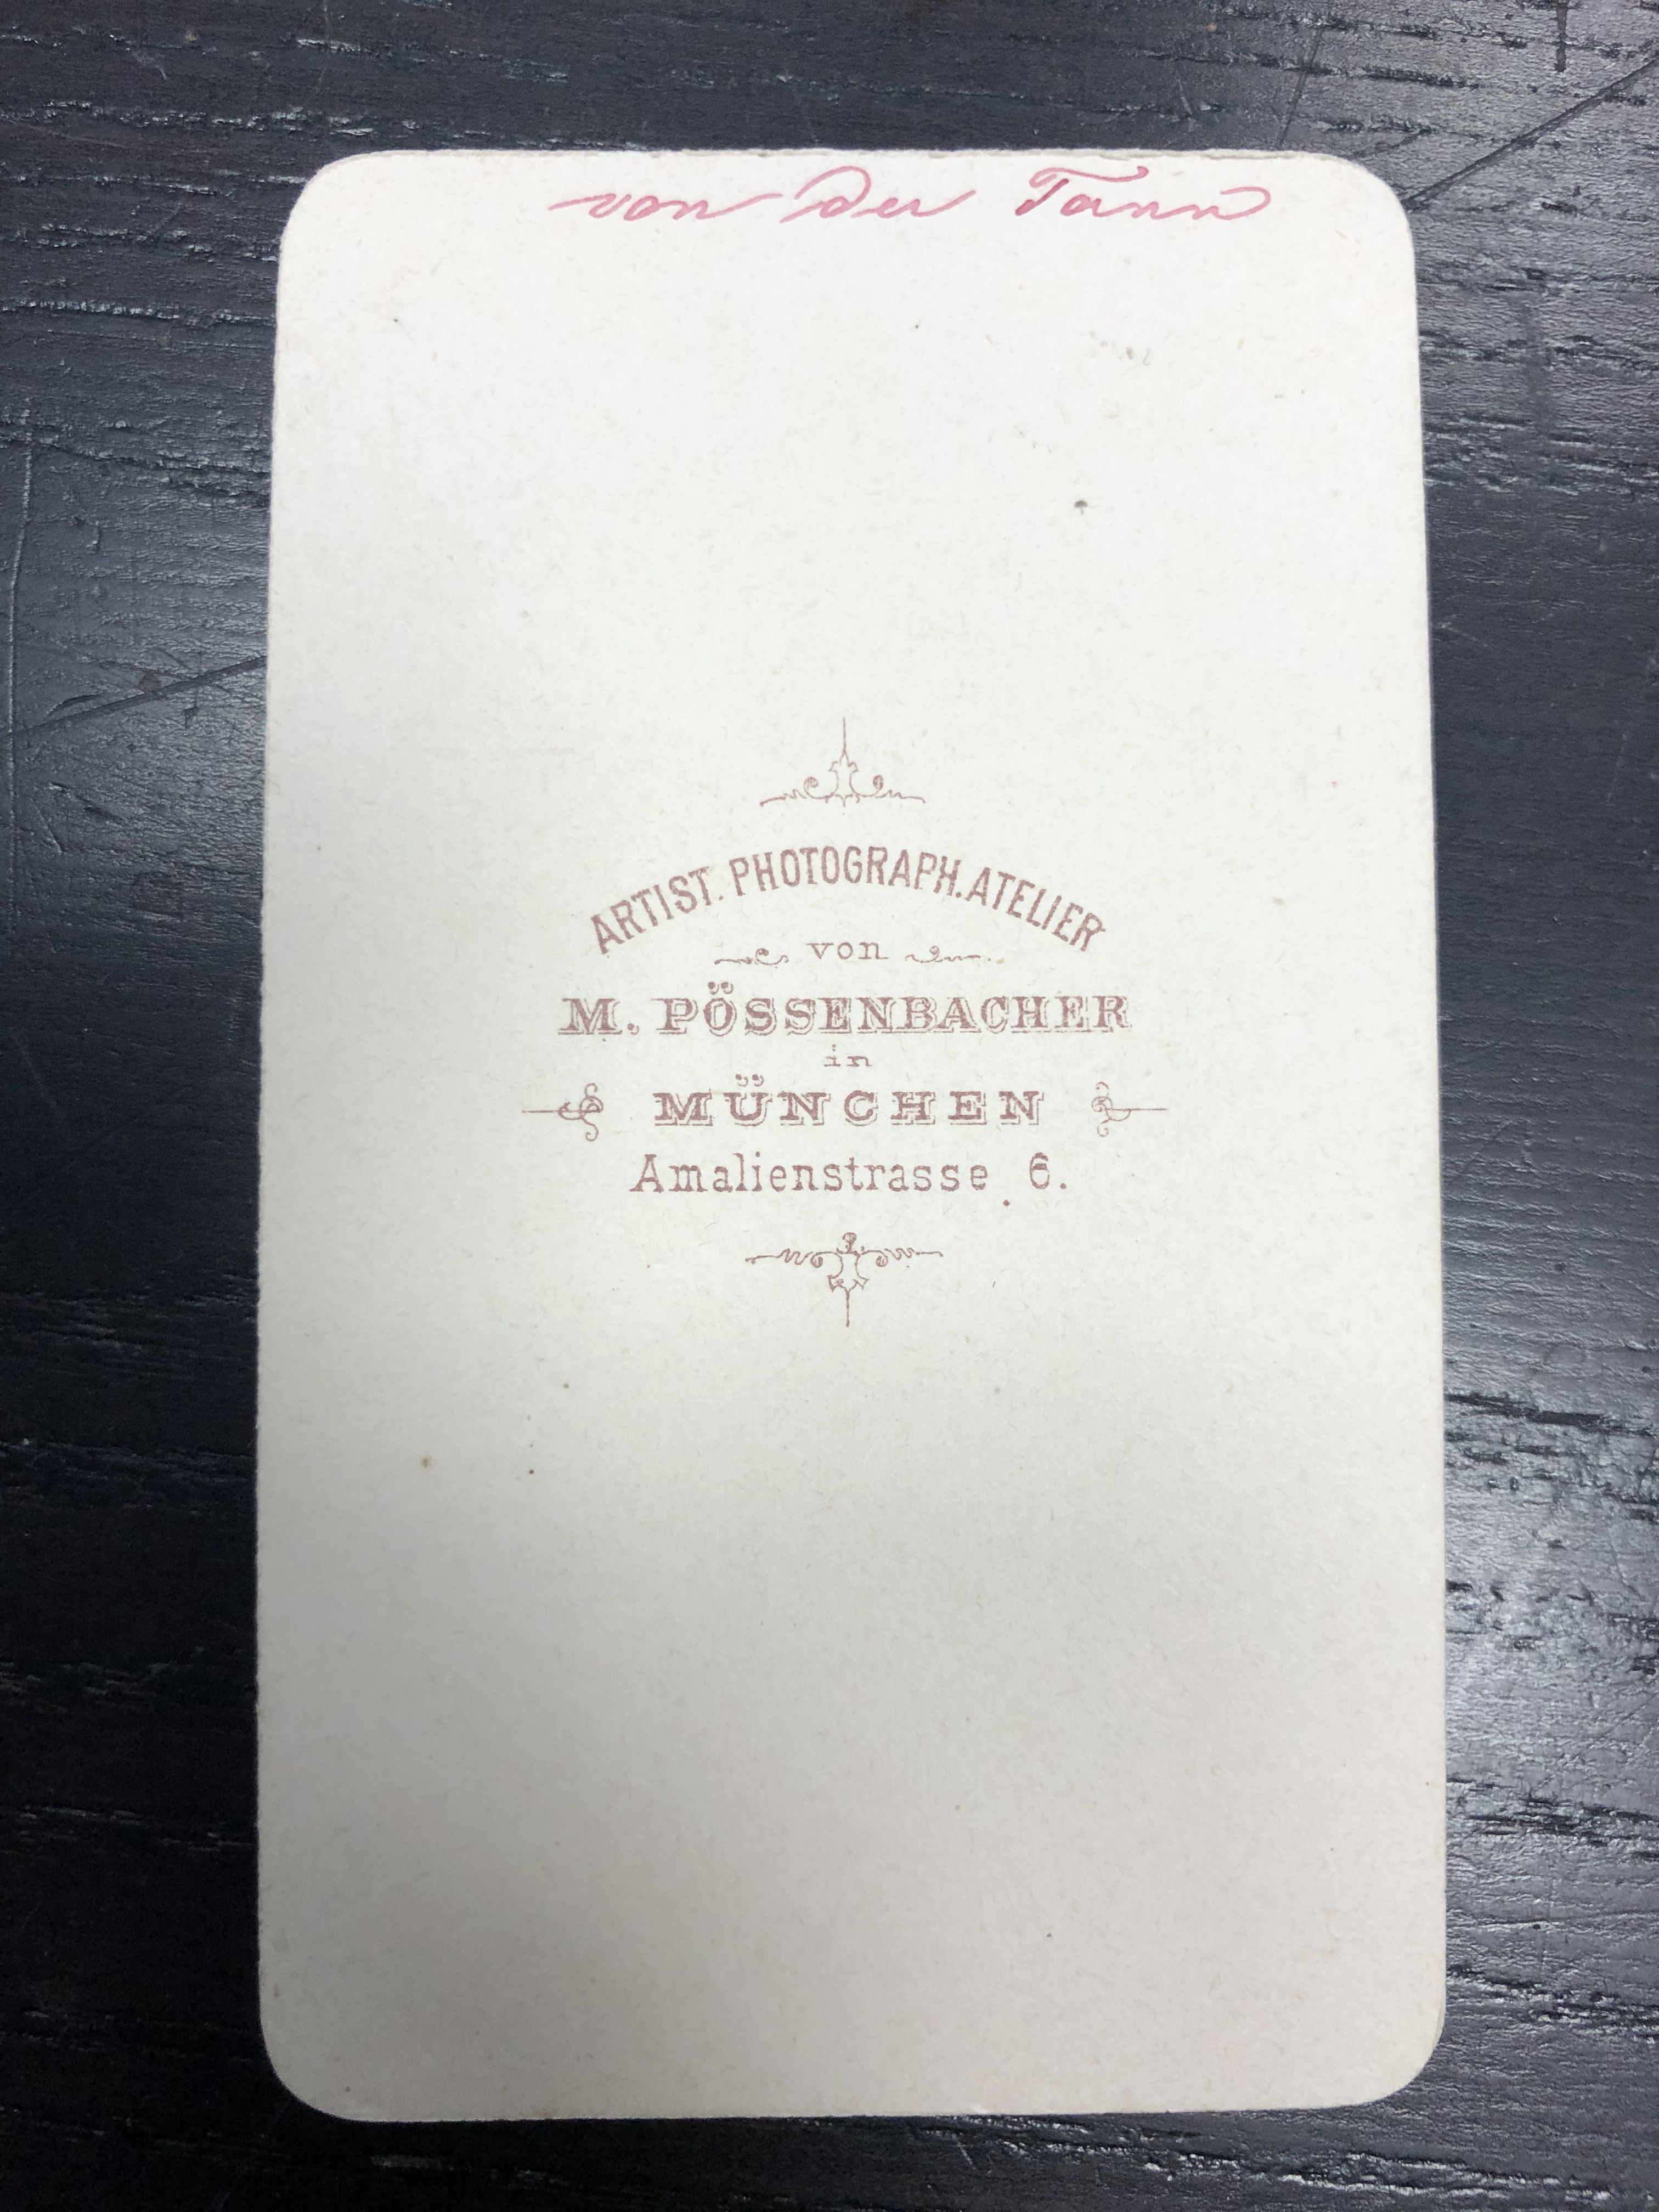 von der Tann
ARTIST. PHOTOGRAPH. ATELIER
von
M. PÖSSENBACHER
in
MÜNCHEN
Amalienstrasse 6.